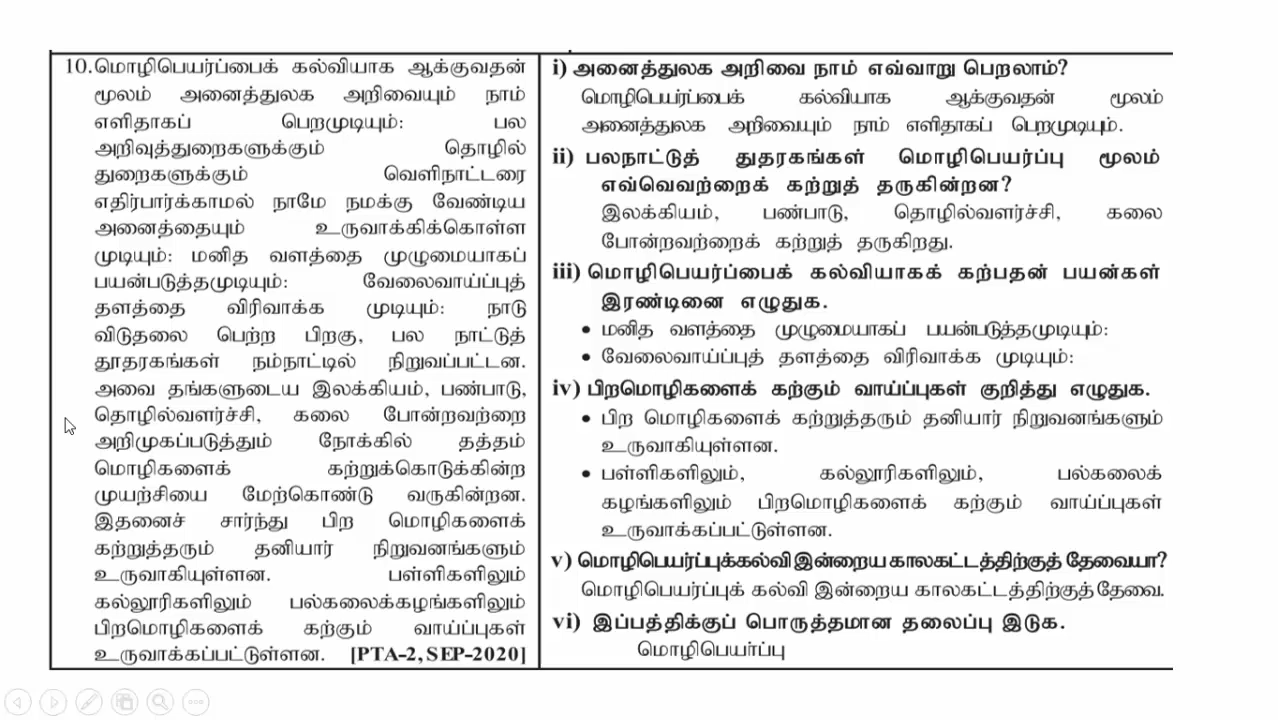 10.மொழிபெயர்ப்பைக் கல்வியாக ஆக்குவதன்
மூலம் அனைத்துலக அறிவையும் நாம்
எளிதாகப் பெறமுடியும்: பல
அறிவுத்துறைகளுக்கும் தொழில்
துறைகளுக்கும் வெளிநாட்டரை
எதிர்பார்க்காமல் நாமே நமக்கு வேண்டிய
அனைத்தையும் உருவாக்கிக்கொள்ள
முடியும்: மனித வளத்தை முழுமையாகப்
பயன்படுத்தமுடியும்: வேலைவாய்ப்புத்
தளத்தை விரிவாக்க முடியும்: நாடு
விடுதலை பெற்ற பிறகு, பல நாட்டுத்
தூதரகங்கள் நம்நாட்டில் நிறுவப்பட்டன.
அவை தங்களுடைய இலக்கியம், பண்பாடு,
தொழில்வளர்ச்சி, கலை போன்றவற்றை
அறிமுகப்படுத்தும் நோக்கில் தத்தம்
மொழிகளைக் கற்றுக்கொடுக்கின்ற
முயற்சியை மேற்கொண்டு வருகின்றன.
இதனைச் சார்ந்து பிற மொழிகளைக்
கற்றுத்தரும் தனியார் நிறுவனங்களும்
உருவாகியுள்ளன. பள்ளிகளிலும்
கல்லூரிகளிலும் பல்கலைக்கழங்களிலும்
பிறமொழிகளைக் கற்கும் வாய்ப்புகள்
உருவாக்கப்பட்டுள்ளன. [PTA-2, SEP-2020]
i) அனைத்துலக அறிவை நாம் எவ்வாறு பெறலாம்?
மொழிபெயர்ப்பைக் கல்வியாக ஆக்குவதன் மூலம்
அனைத்துலக அறிவையும் நாம் எளிதாகப் பெறமுடியும்.
ii) பலநாட்டுத் துதரகங்கள் மொழிபெயர்ப்பு மூலம்
எவ்வெவற்றைக் கற்றுத் தருகின்றன?
இலக்கியம், பண்பாடு, தொழில்வளர்ச்சி, கலை
போன்றவற்றைக் கற்றுத் தருகிறது.
iii) மொழிபெயர்ப்பைக் கல்வியாகக் கற்பதன் பயன்கள்
இரண்டினை எழுதுக.
• மனித வளத்தை முழுமையாகப் பயன்படுத்தமுடியும்:
• வேலைவாய்ப்புத் தளத்தை விரிவாக்க முடியும்:
iv) பிறமொழிகளைக் கற்கும் வாய்ப்புகள் குறித்து எழுதுக.
• பிற மொழிகளைக் கற்றுத்தரும் தனியார் நிறுவனங்களும்
உருவாகியுள்ளன.
• பள்ளிகளிலும், கல்லூரிகளிலும், பல்கலைக்
கழங்களிலும் பிறமொழிகளைக் கற்கும் வாய்ப்புகள்
உருவாக்கப்பட்டுள்ளன.
v) மொழிபெயர்ப்புக்கல்வி இன்றைய காலகட்டத்திற்குத் தேவையா?
மொழிபெயர்ப்புக் கல்வி இன்றைய காலகட்டத்திற்குத் தேவை.
vi) இப்பத்திக்குப் பொருத்தமான தலைப்பு இடுக.
மொழிபெயர்ப்பு